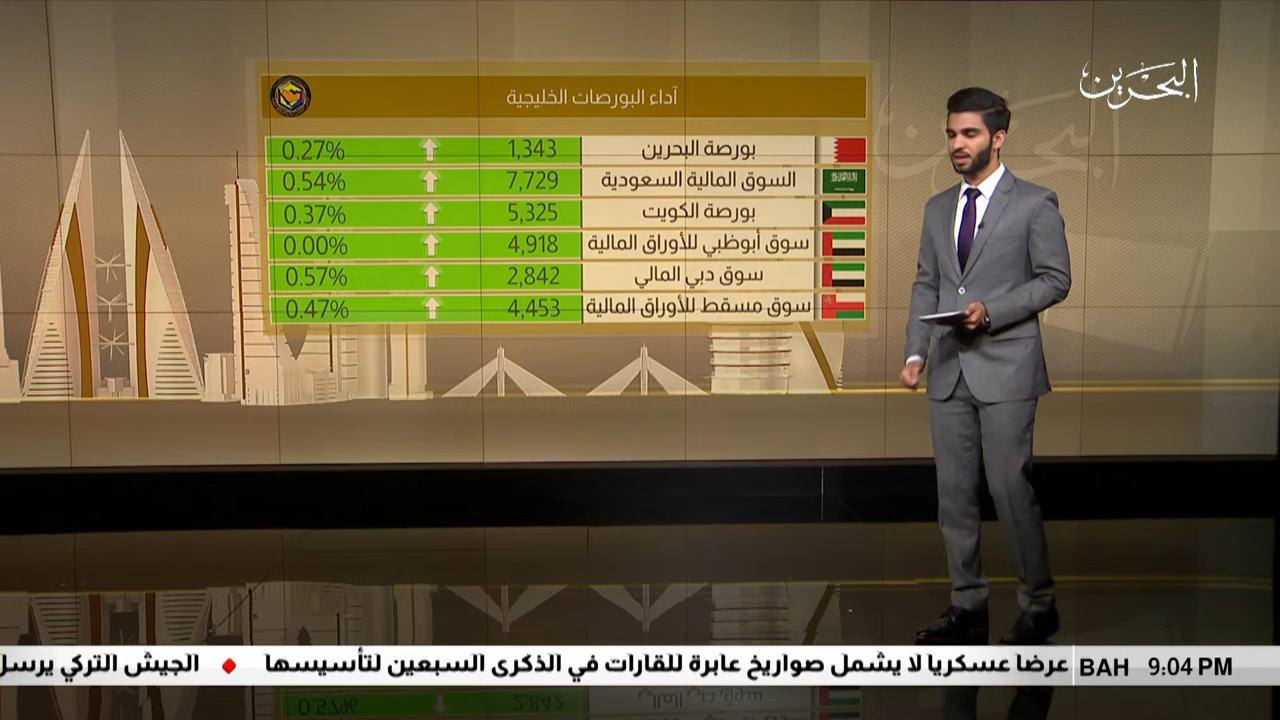 البحرين
آداء البورصات الخليجية
بورصة البحرين 1,343 0.27%
السوق المالية السعودية 7,729 0.54%
بورصة الكويت 5,325 0.37%
سوق أبوظبي للأوراق المالية 4,918 0.00%
سوق دبي المالي 2,842 0.57%
سوق مسقط للأوراق المالية 4,453 0.47%
BAH 9:04 PM
عرضا عسكريا لا يشمل صواريخ عابرة للقارات في الذكرى السبعين لتأسيسها ♦ الجيش التركي يرسل